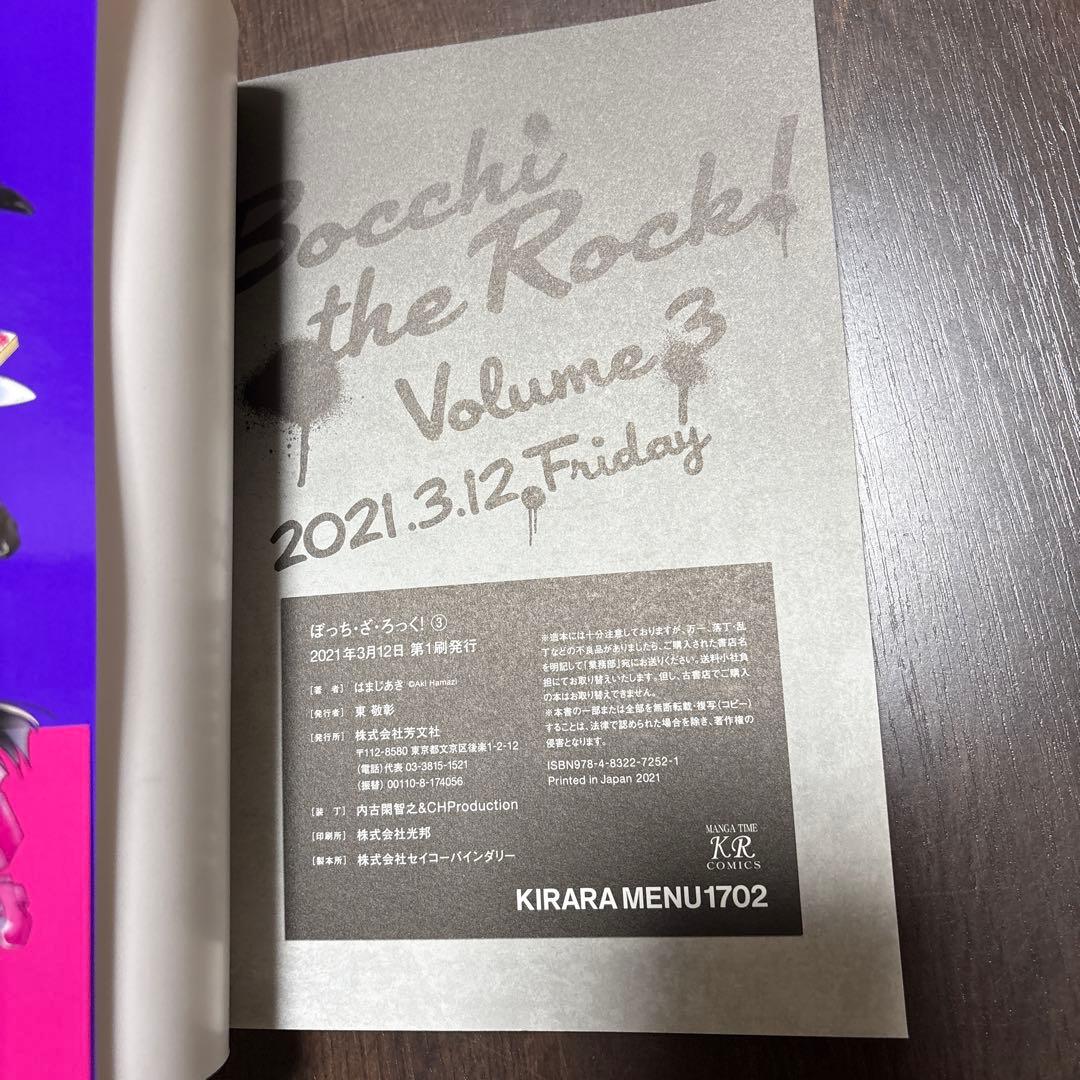 Bocchi
the Rock!
Volume 3
2021.3.12.Friday
ぼっち・ざ・ろっく! ③
2021年3月12日 第1刷発行
[著 者] はまじあき ©Aki Hamazi
[発行者] 東 敬彰
[発行所] 株式会社芳文社
〒112-8580 東京都文京区後楽1-2-12
(電話)代表 03-3815-1521
(振替) 00110-8-174056
[装 丁] 内古閑智之&CHProduction
[印刷所] 株式会社光邦
[製本所] 株式会社セイコーバインダリー
※造本には十分注意しておりますが、万一、落丁・乱
丁などの不良品がありましたら、ご購入された書店名
を明記して「業務部」宛にお送りください。送料小社負
担にてお取り替えいたします。但し、古書店でご購入
の本はお取り替えできません。
※本書の一部または全部を無断転載・複写(コピー)
することは、法律で認められた場合を除き、著作権の
侵害となります。
ISBN978-4-8322-7252-1
Printed in Japan 2021
MANGA TIME
KR
COMICS
KIRARA MENU1702